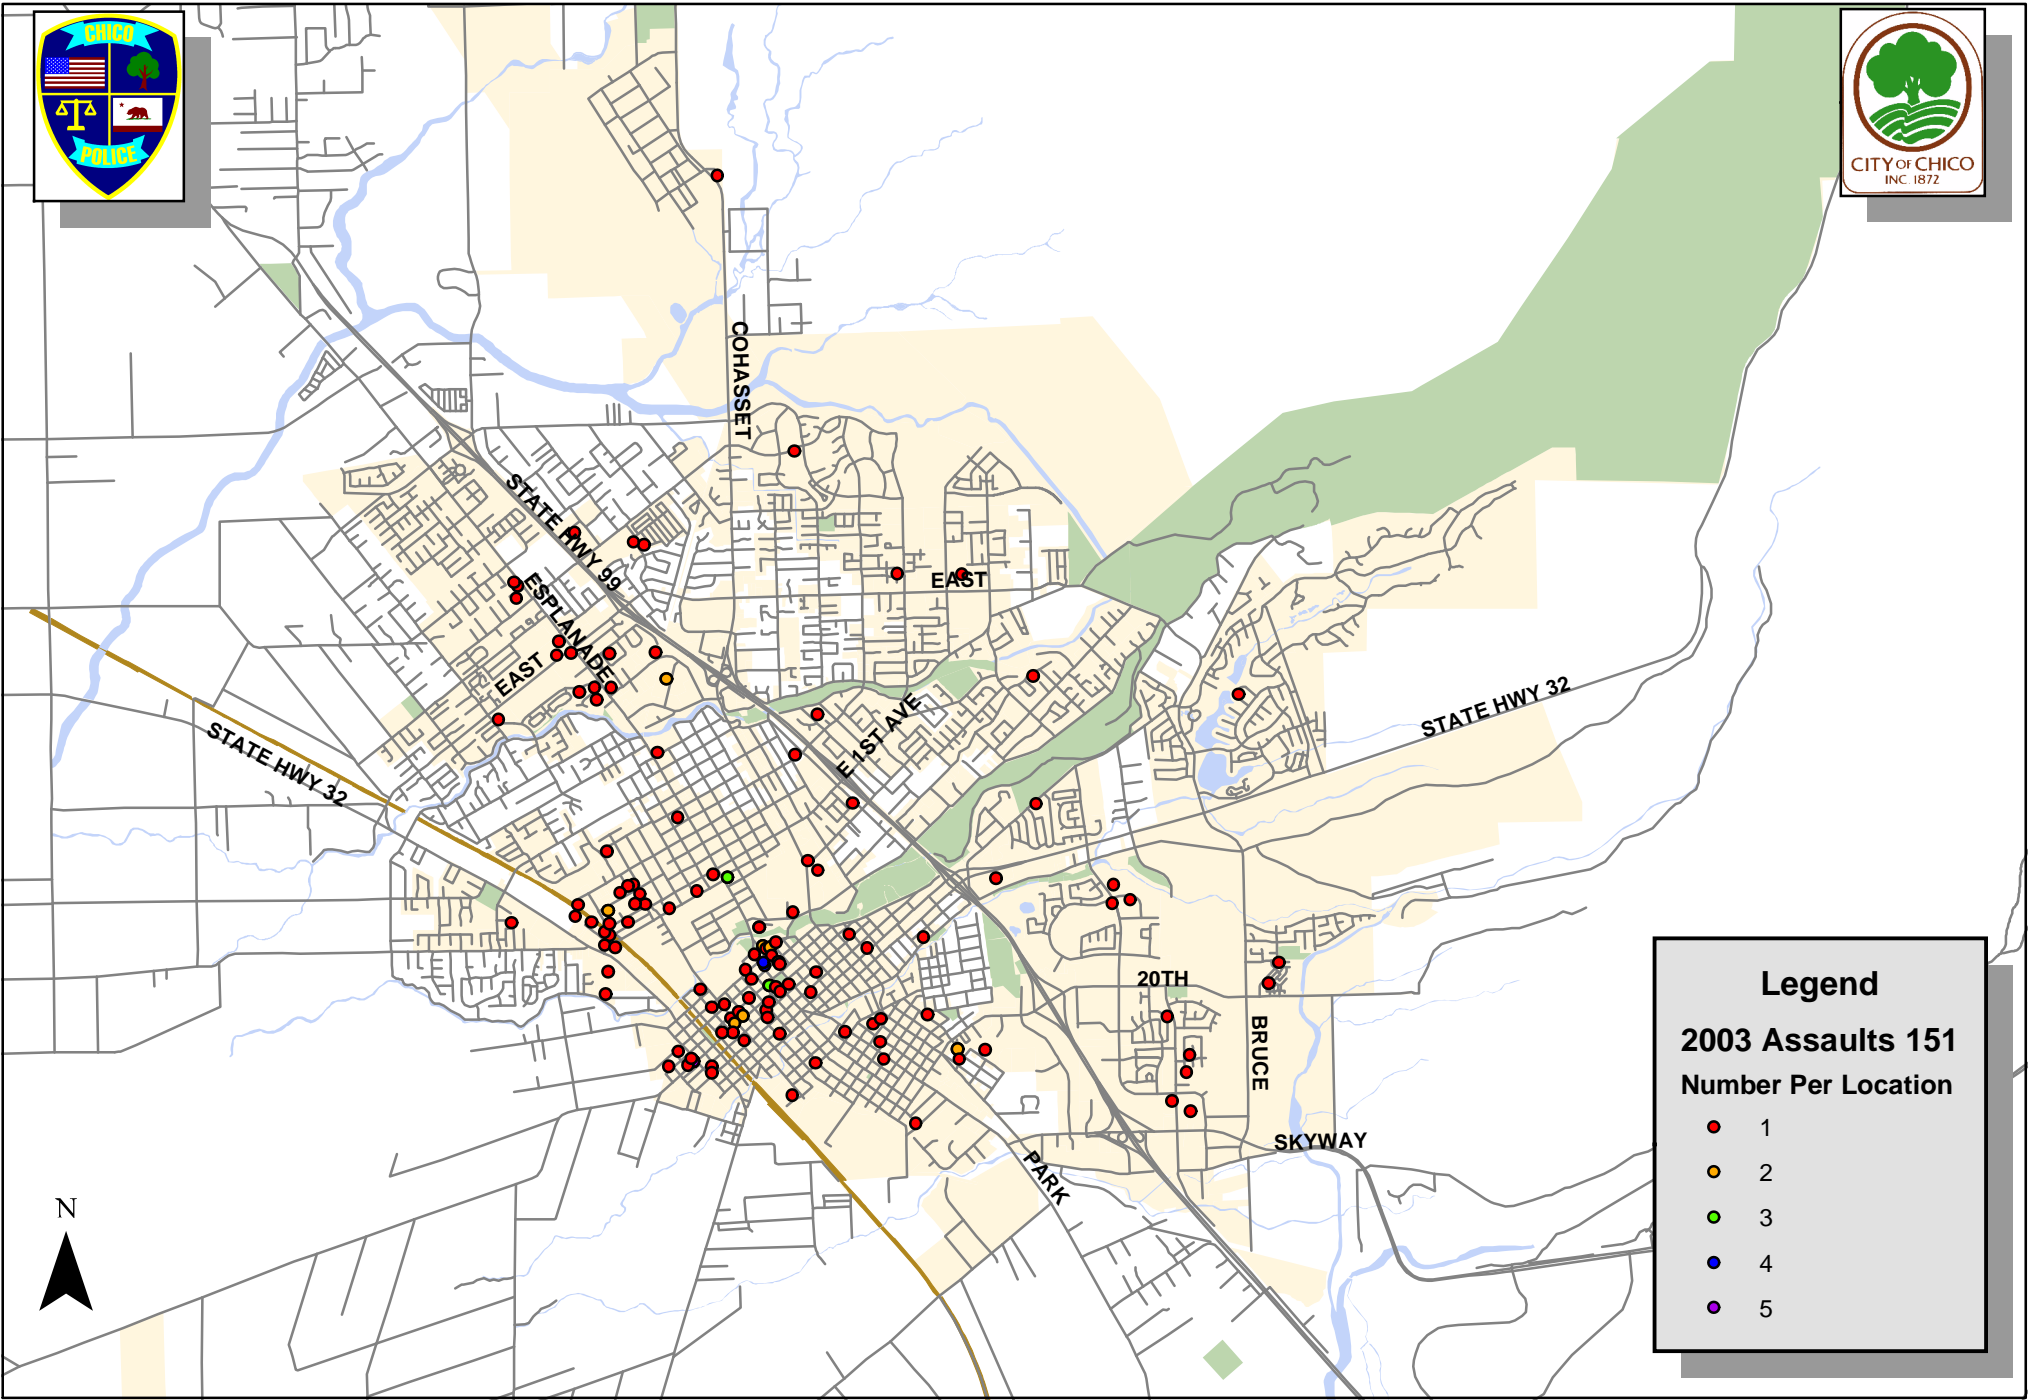 CHICO
POLICE
CITY OF CHICO
INC. 1872
COHASSET
STATE HWY 99
ESPLANADE
EAST
EAST
E 1ST AVE
STATE HWY 32
STATE HWY 32
20TH
BRUCE
SKYWAY
PARK
N
Legend
2003 Assaults 151
Number Per Location
1
2
3
4
5